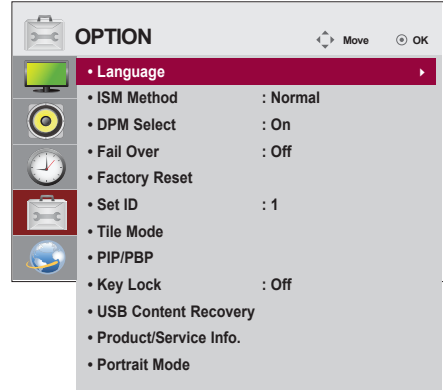 OPTION Move OK
• Language
• ISM Method : Normal
• DPM Select : On
• Fail Over : Off
• Factory Reset
• Set ID : 1
• Tile Mode
• PIP/PBP
• Key Lock : Off
• USB Content Recovery
• Product/Service Info.
• Portrait Mode